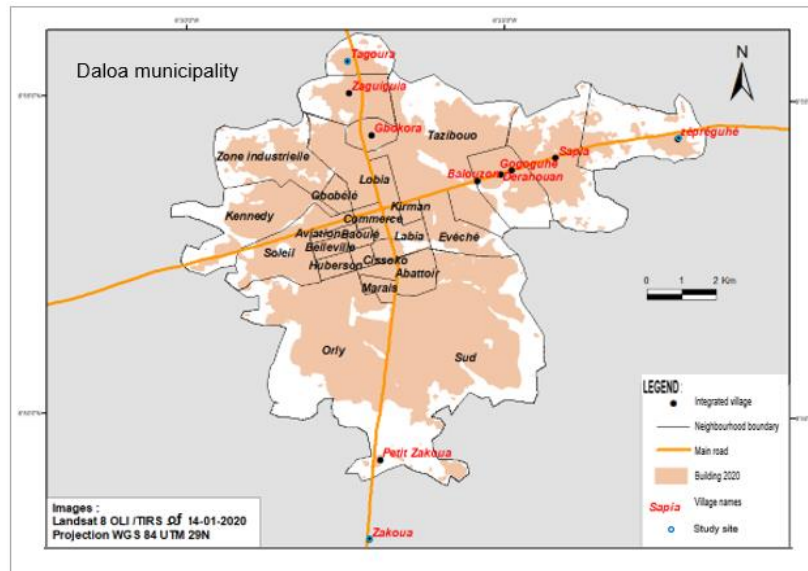 Daloa municipality
N
Tagoura
Zaguiguia
Gbokora
Tazibouo
Zone industrielle
Sapia
zépréguhé
Gogoguhé
Balouzon
Derahouan
Lobia
Gbobélé
Kirman
Kennedy
Commerce
Aviation
Baoulé
Labia
Evêché
Soleil
Belleville
Huberson
Cissoko
Abattoir
Marais
Orly
Sud
0 1 2 Km
Petit Zakoua
Zakoua
LEGEND :
Integrated village
Neighbourhood boundary
Main road
Building 2020
Sapia Village names
Study site
Images :
Landsat 8 OLI /TIRS of 14-01-2020
Projection WGS 84 UTM 29N